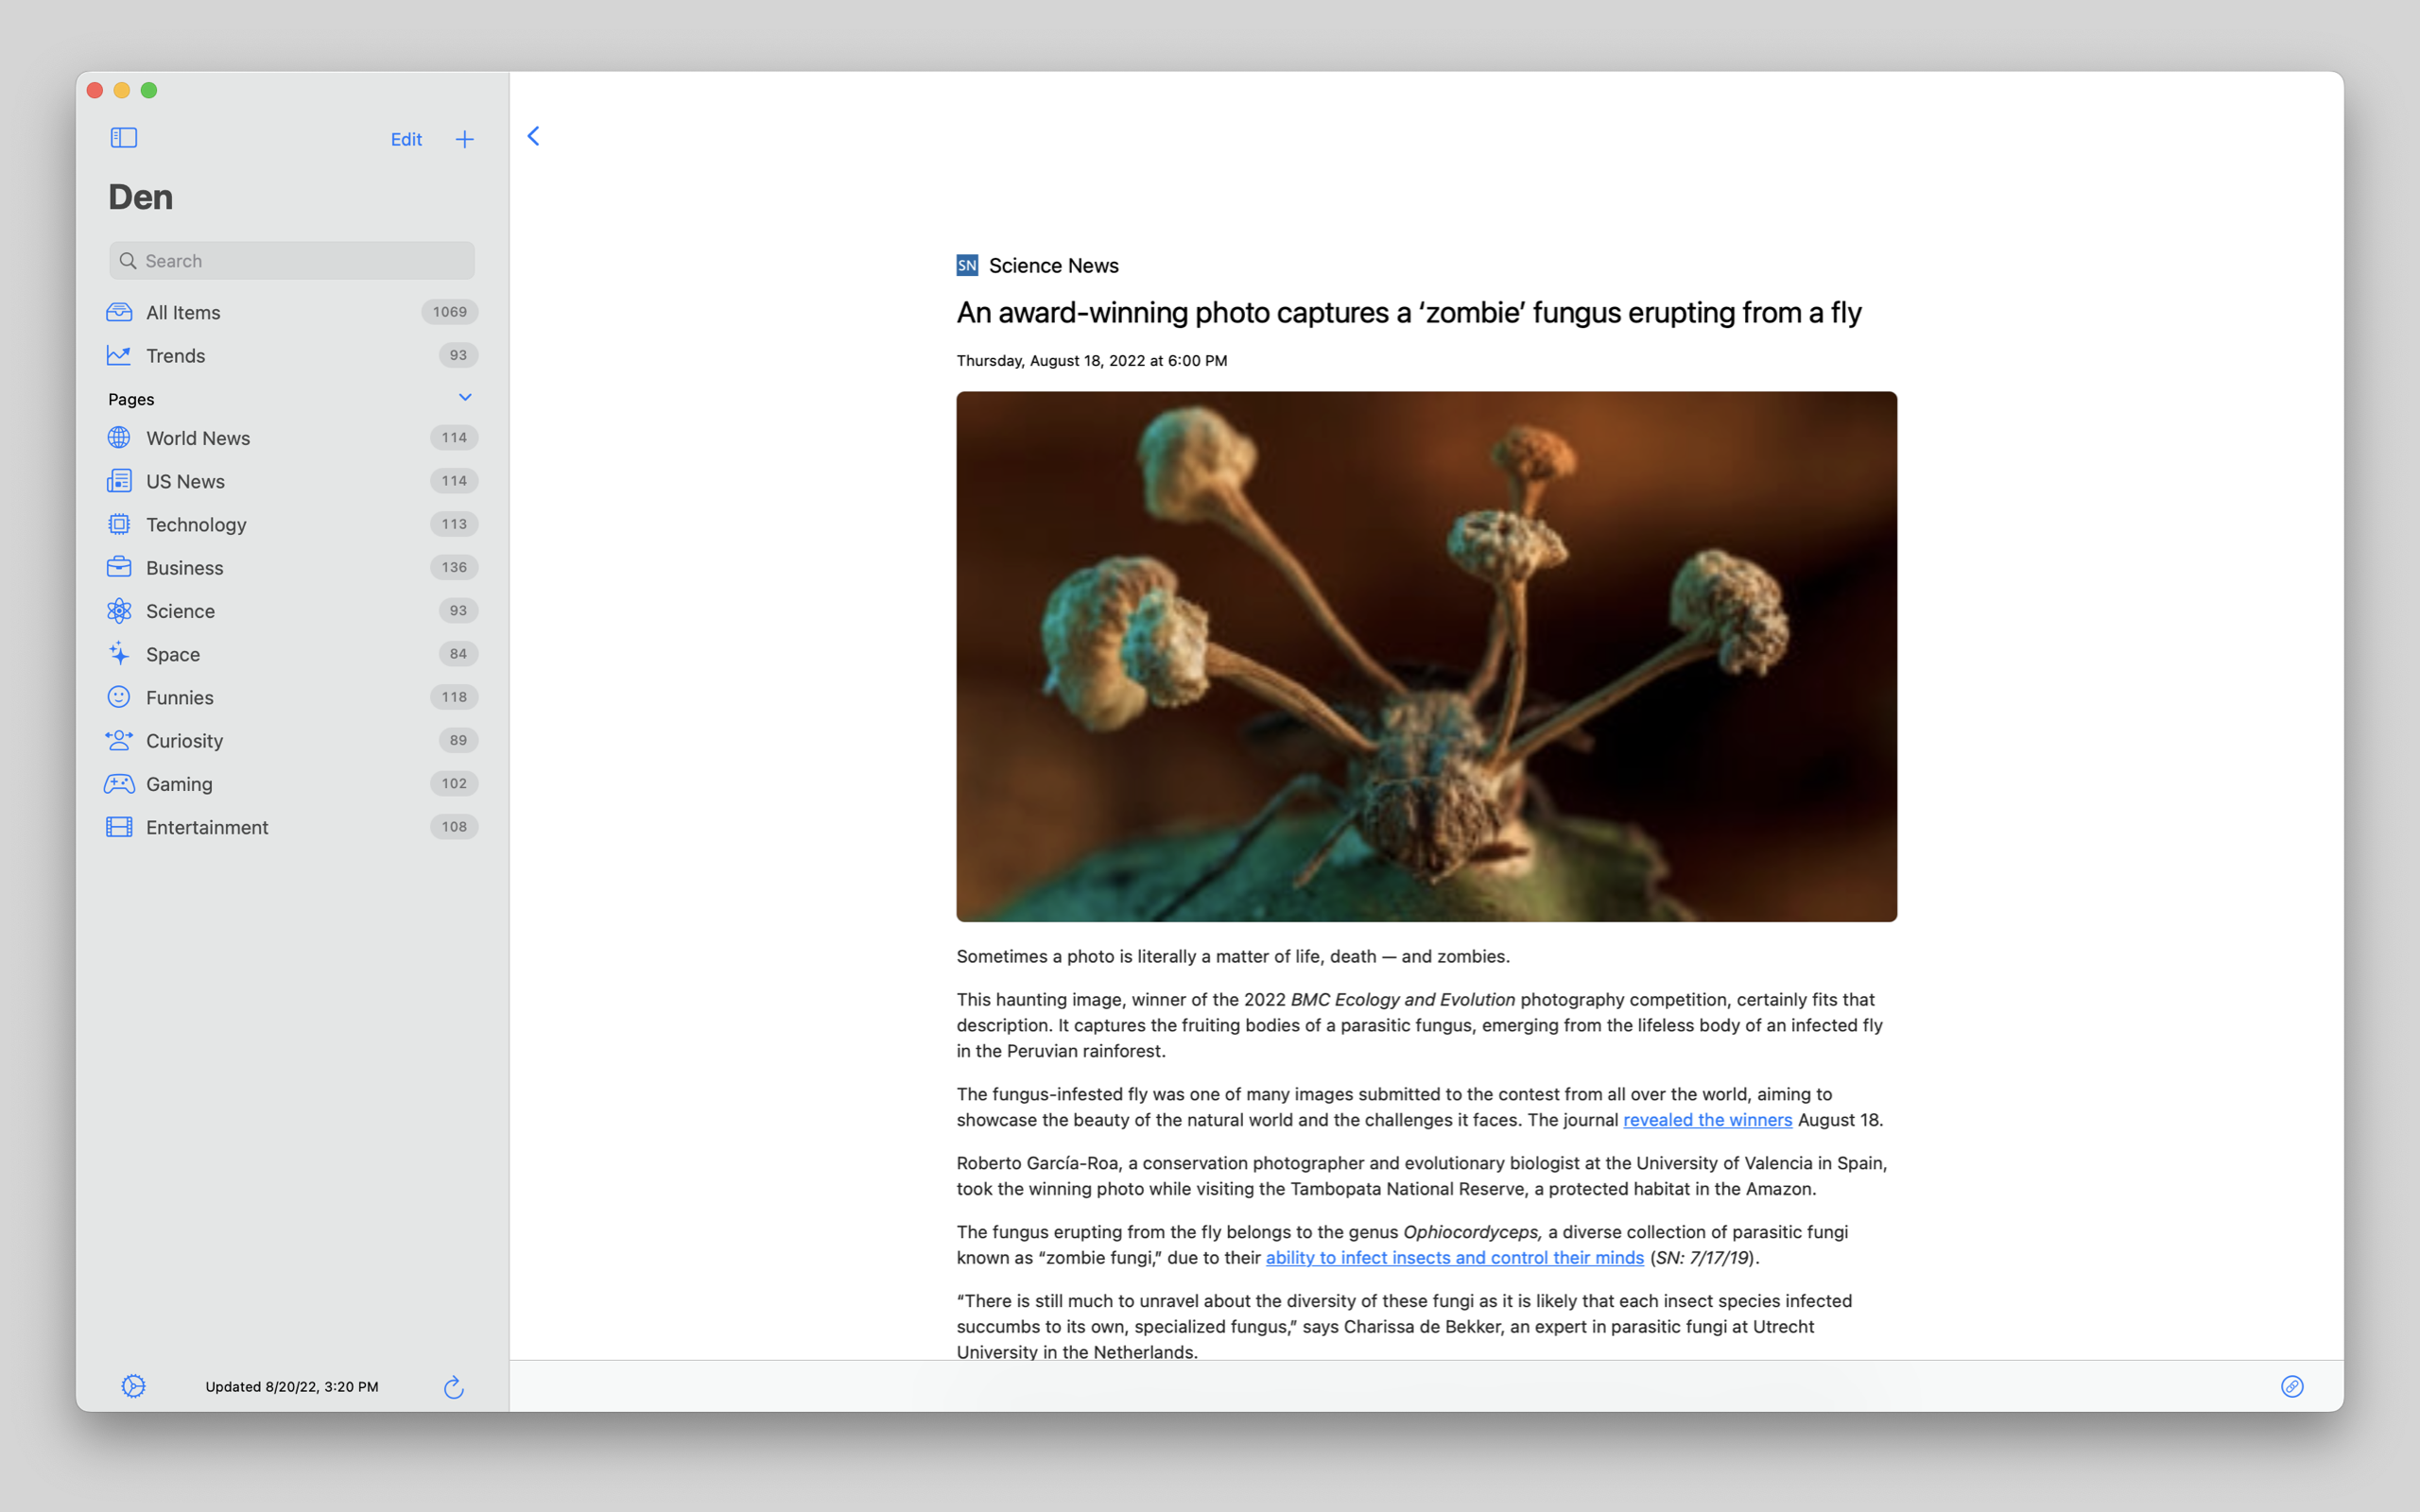 Edit
Den
Search
All Items 1069
Trends 93
Pages
World News 114
US News 114
Technology 113
Business 136
Science 93
Space 84
Funnies 118
Curiosity 89
Gaming 102
Entertainment 108
Updated 8/20/22, 3:20 PM
SN Science News
An award-winning photo captures a ‘zombie’ fungus erupting from a fly
Thursday, August 18, 2022 at 6:00 PM
Sometimes a photo is literally a matter of life, death — and zombies.
This haunting image, winner of the 2022 BMC Ecology and Evolution photography competition, certainly fits that
description. It captures the fruiting bodies of a parasitic fungus, emerging from the lifeless body of an infected fly
in the Peruvian rainforest.
The fungus-infested fly was one of many images submitted to the contest from all over the world, aiming to
showcase the beauty of the natural world and the challenges it faces. The journal revealed the winners August 18.
Roberto García-Roa, a conservation photographer and evolutionary biologist at the University of Valencia in Spain,
took the winning photo while visiting the Tambopata National Reserve, a protected habitat in the Amazon.
The fungus erupting from the fly belongs to the genus Ophiocordyceps, a diverse collection of parasitic fungi
known as “zombie fungi,” due to their ability to infect insects and control their minds (SN: 7/17/19).
“There is still much to unravel about the diversity of these fungi as it is likely that each insect species infected
succumbs to its own, specialized fungus,” says Charissa de Bekker, an expert in parasitic fungi at Utrecht
University in the Netherlands.